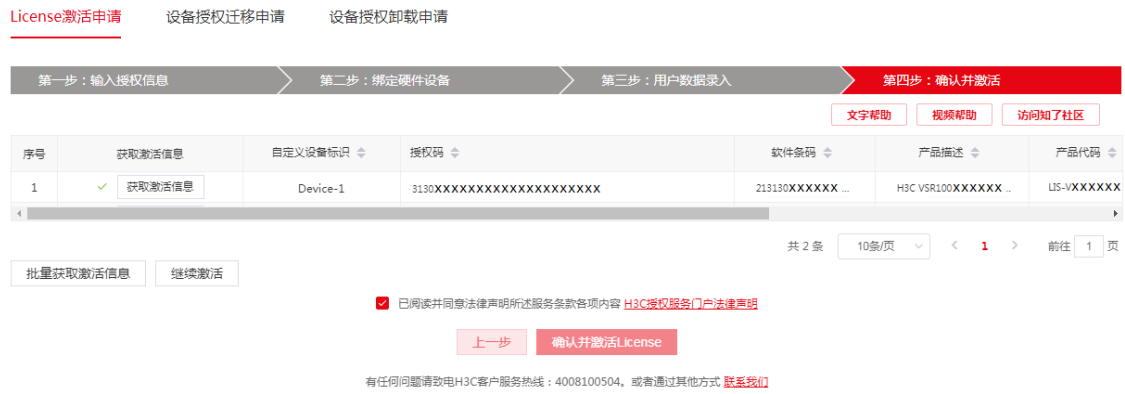 License激活申请 设备授权迁移申请 设备授权卸载申请
第一步：输入授权信息 第二步：绑定硬件设备 第三步：用户数据录入 第四步：确认并激活
文字帮助 视频帮助 访问知了社区
序号 获取激活信息 自定义设备标识 授权码 软件条码 产品描述 产品代码
1 获取激活信息 Device-1 3130XXXXXXXXXXXXXXXXXXXX 213130XXXXXX ... H3C VSR100XXXXXX .. LIS-VXXXXXX
共 2 条 10条/页 1 前往 1 页
批量获取激活信息 继续激活
已阅读并同意法律声明所述服务条款各项内容 H3C授权服务门户法律声明
上一步 确认并激活License
有任何问题请致电H3C客户服务热线：4008100504。或者通过其他方式 联系我们